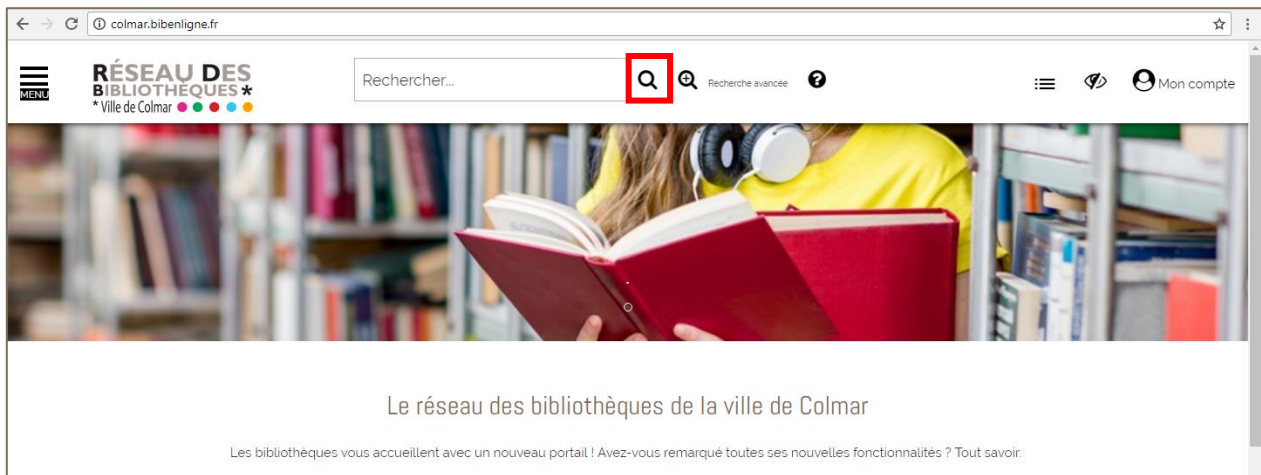 colmar.bibenligne.fr
MENU
RÉSEAU DES
BIBLIOTHÈQUES *
* Ville de Colmar
Rechercher...
Recherche avancée
Mon compte
Le réseau des bibliothèques de la ville de Colmar
Les bibliothèques vous accueillent avec un nouveau portail ! Avez-vous remarqué toutes ses nouvelles fonctionnalités ? Tout savoir.